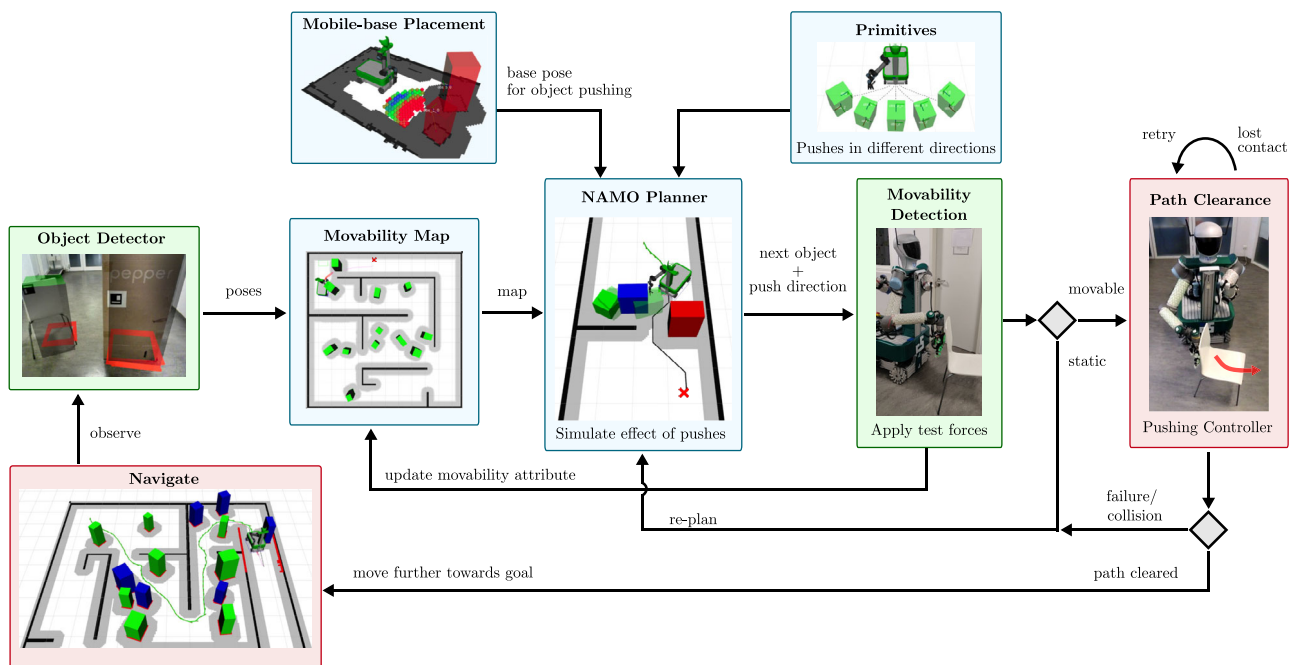 Mobile-base Placement
base pose
for object pushing
Primitives
Pushes in different directions
retry
lost
contact
Object Detector
pepper
poses
Movability Map
map
NAMO Planner
Simulate effect of pushes
next object
+
push direction
Movability
Detection
Apply test forces
movable
static
Path Clearance
Pushing Controller
observe
update movability attribute
re-plan
failure/
collision
Navigate
move further towards goal
path cleared